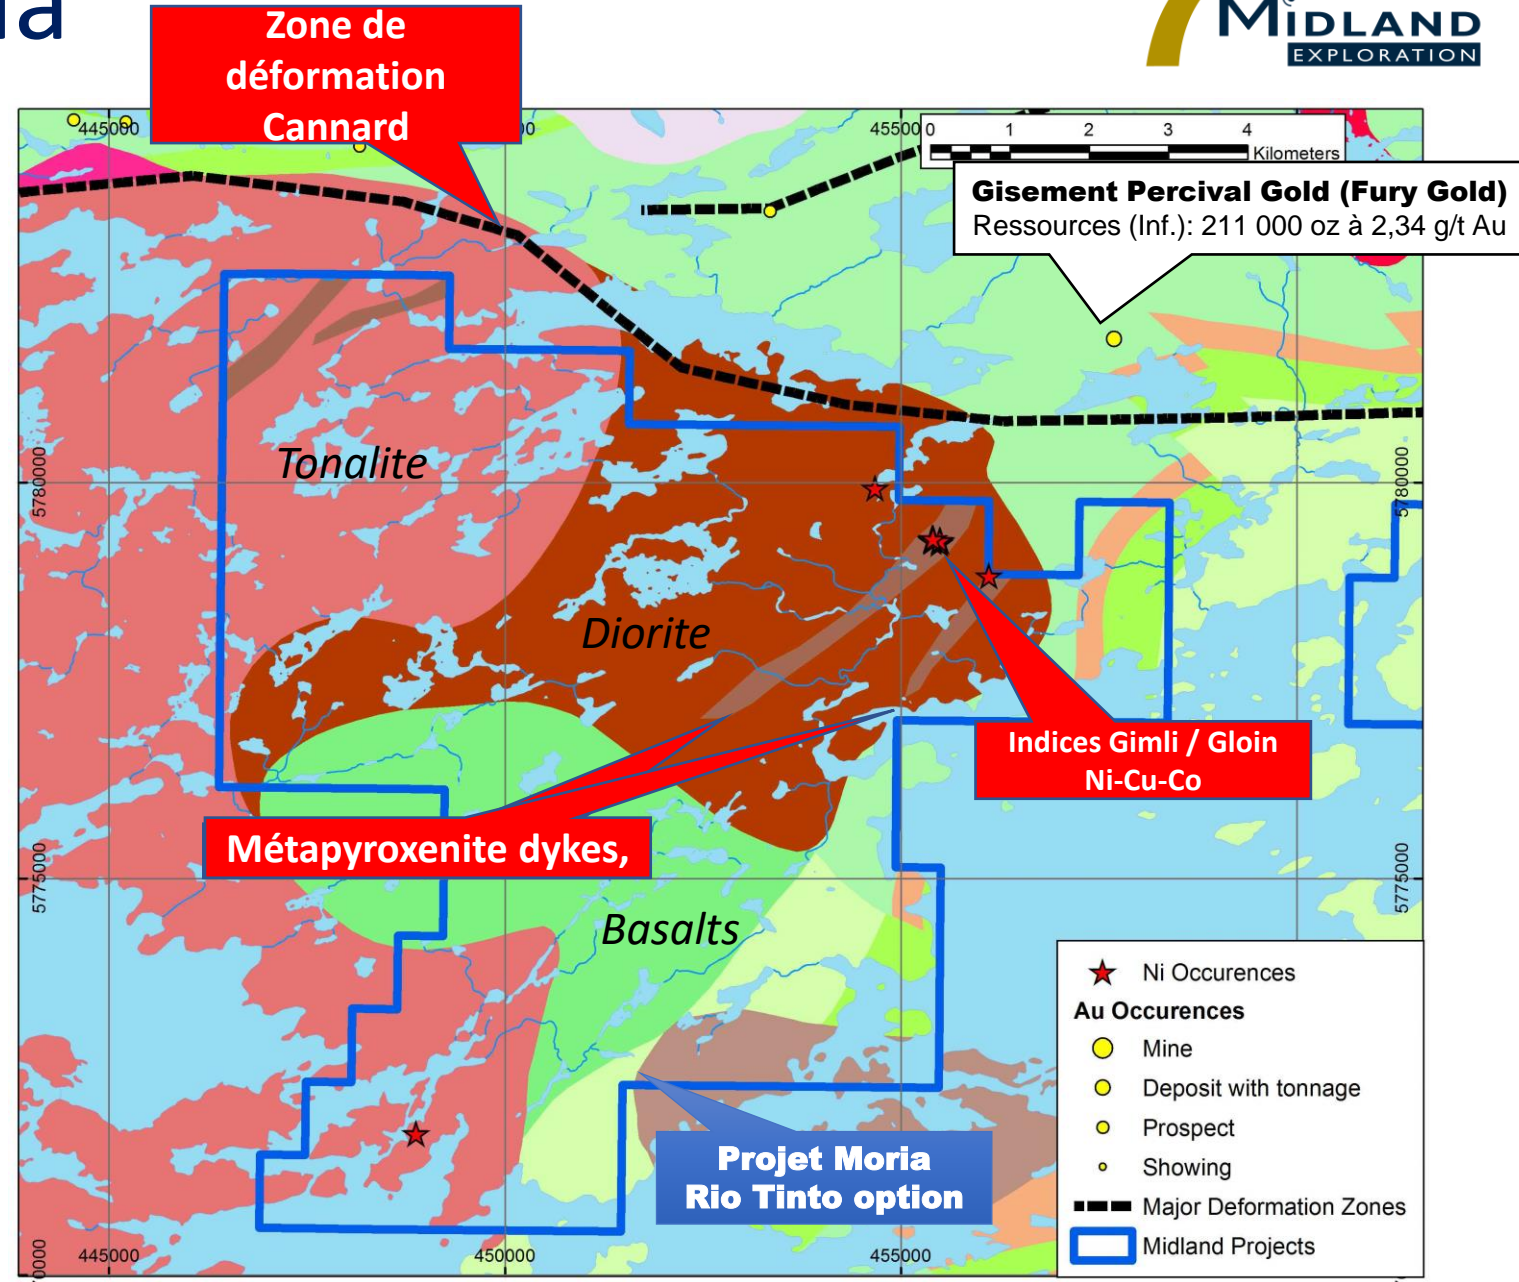 MIDLAND
EXPLORATION
Zone de
déformation
Cannard
445000
45500
0 1 2 3 4
Kilometers
Gisement Percival Gold (Fury Gold)
Ressources (Inf.): 211 000 oz à 2,34 g/t Au
Tonalite
5780000
5780000
Diorite
Indices Gimli / Gloin
Ni-Cu-Co
Métapyroxenite dykes,
5775000
5775000
Basalts
Projet Moria
Rio Tinto option
Ni Occurences
Au Occurences
Mine
Deposit with tonnage
Prospect
Showing
Major Deformation Zones
Midland Projects
445000
450000
455000